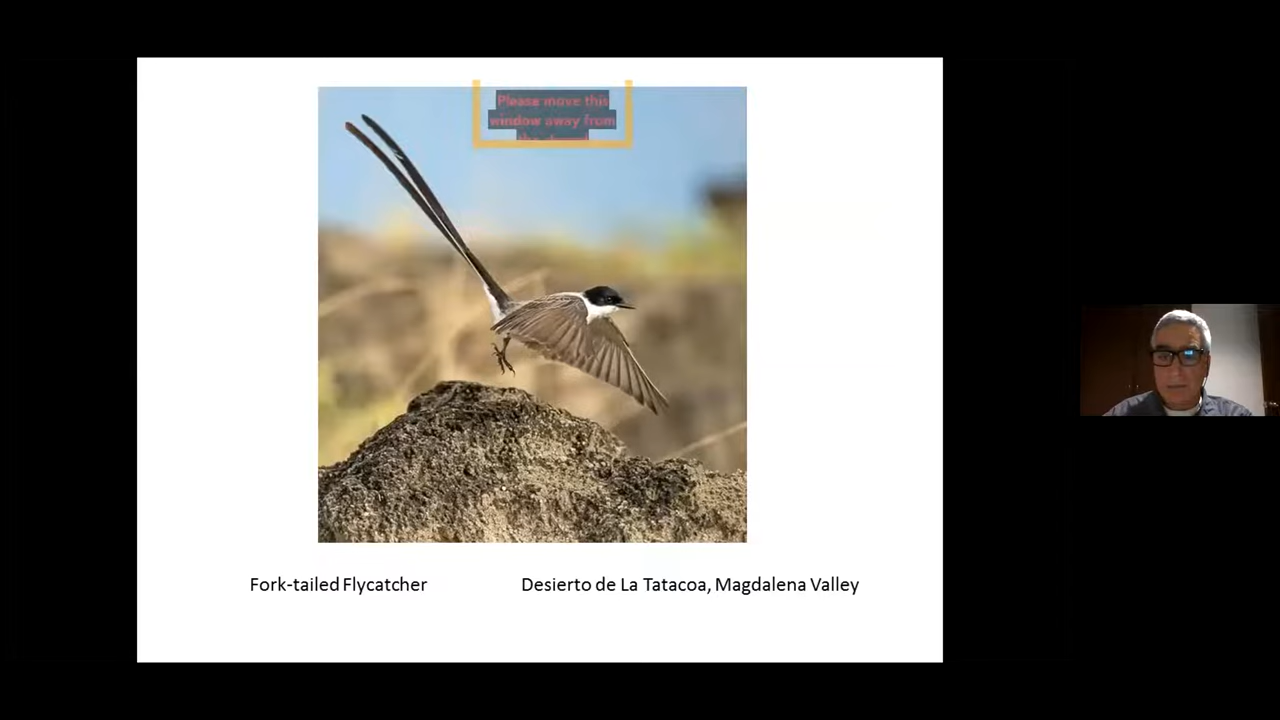 Please move this
window away from
Fork-tailed Flycatcher
Desierto de La Tatacoa, Magdalena Valley